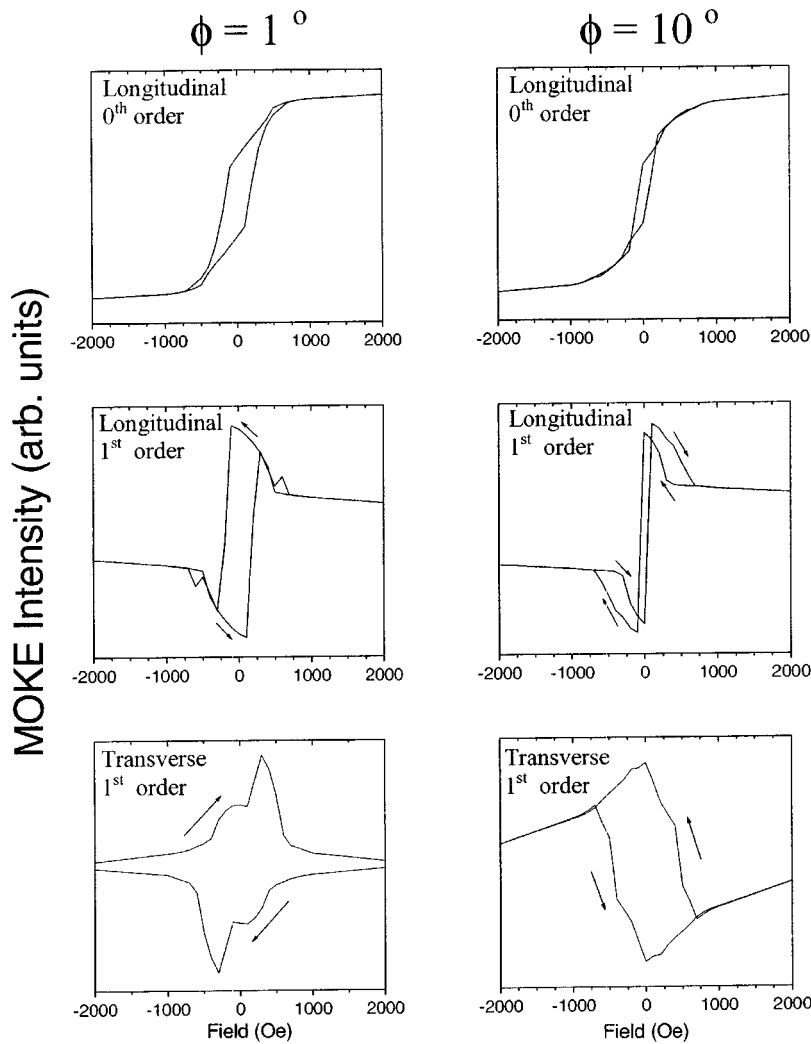 ϕ = 1 °
ϕ = 10 °
MOKE Intensity (arb. units)
Longitudinal
0th order
-2000 -1000 0 1000 2000
Longitudinal
0th order
-2000 -1000 0 1000 2000
Longitudinal
1st order
-2000 -1000 0 1000 2000
Longitudinal
1st order
-2000 -1000 0 1000 2000
Transverse
1st order
-2000 -1000 0 1000 2000
Field (Oe)
Transverse
1st order
-2000 -1000 0 1000 2000
Field (Oe)